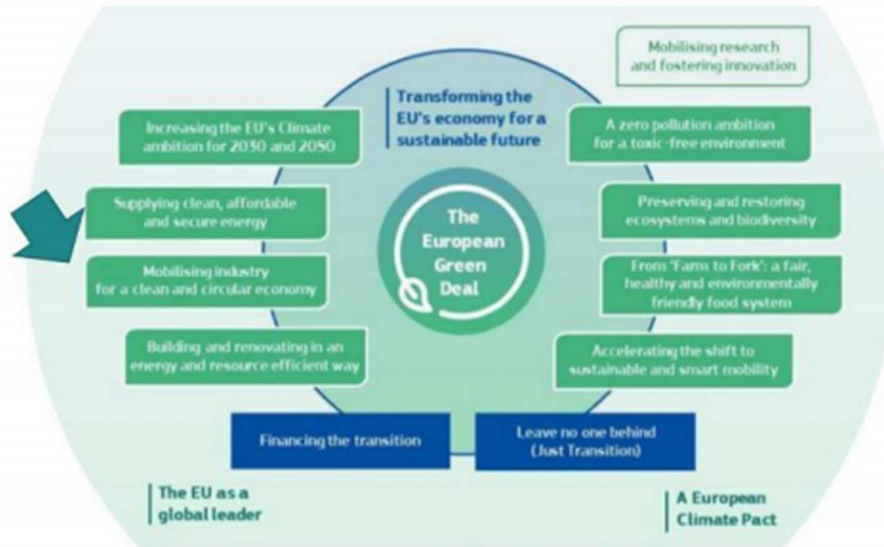 Mobilising research
and fostering innovation
Transforming the
EU's economy for a
sustainable future
Increasing the EU's Climate
ambition for 2030 and 2050
A zero pollution ambition
for a toxic-free environment
Supplying clean, affordable
and secure energy
Preserving and restoring
ecosystems and biodiversity
The
European
Green
Deal
Mobilising industry
for a clean and circular economy
From 'Farm to Fork': a fair,
healthy and environmentally
friendly food system
Building and renovating in an
energy and resource efficient way
Accelerating the shift to
sustainable and smart mobility
Financing the transition
Leave no one behind
(Just Transition)
The EU as a
global leader
A European
Climate Pact